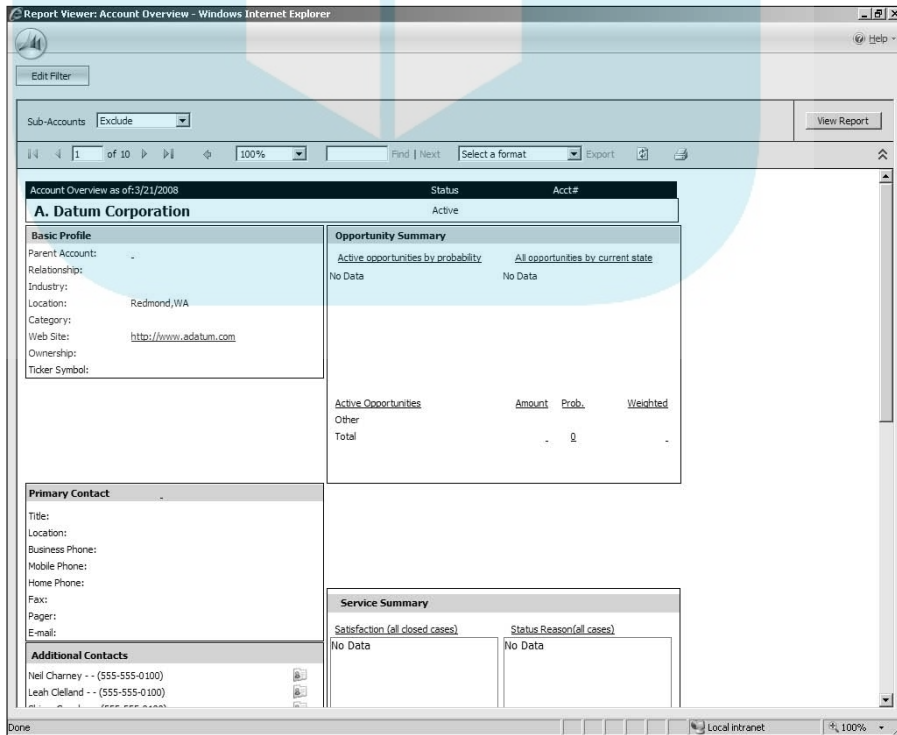 Report Viewer: Account Overview - Windows Internet Explorer
Help
Edit Filter
Sub-Accounts Exclude
View Report
1 of 10 100% Find | Next Select a format Export
Account Overview as of:3/21/2008 Status Acct#
A. Datum Corporation Active
Basic Profile
Parent Account: -
Relationship:
Industry:
Location: Redmond,WA
Category:
Web Site: http://www.adatum.com
Ownership:
Ticker Symbol:
Opportunity Summary
Active opportunities by probability All opportunities by current state
No Data No Data
Active Opportunities Amount Prob. Weighted
Other
Total - 0 -
Primary Contact -
Title:
Location:
Business Phone:
Mobile Phone:
Home Phone:
Fax:
Pager:
E-mail:
Service Summary
Satisfaction (all closed cases) Status Reason(all cases)
No Data No Data
Additional Contacts
Neil Charney - - (555-555-0100)
Leah Clelland - - (555-555-0100)
Done Local intranet 100%